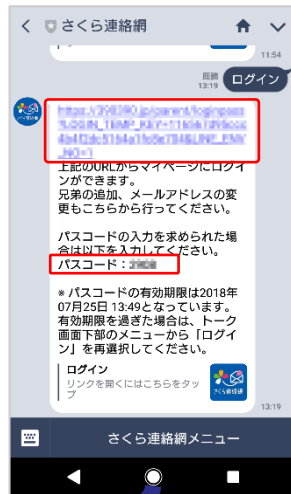 さくら連絡網
11:54
既読
13:19
ログイン
上記のURLからマイページにログイ
ンができます。
兄弟の追加、メールアドレスの変
更もこちらから行ってください。
パスコードの入力を求められた場
合は以下を入力してください。
パスコード：
※ パスコードの有効期限は2018年
07月25日 13:49となっています。
有効期限を過ぎた場合は、トーク
画面下部のメニューから「ログイ
ン」を再選択してください。
ログイン
リンクを開くにはこちらをタッ
プ
さくら連絡網
13:19
さくら連絡網メニュー